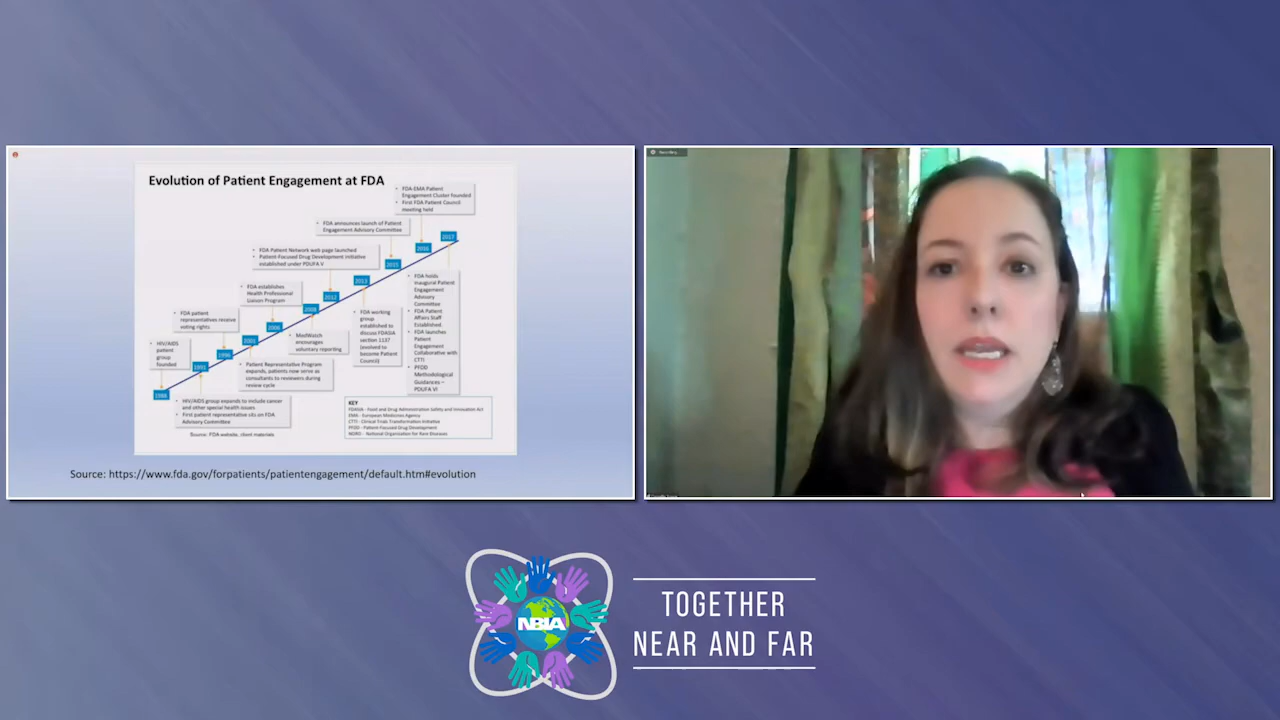 Evolution of Patient Engagement at FDA
FDA-EMA Patient
Engagement Cluster founded
First FDA Patient Council
meeting held
FDA announces launch of Patient
Engagement Advisory Committee
FDA Patient Network web page launched
Patient-Focused Drug Development initiative
established under PDUFA V
FDA establishes
Health Professional
Liaison Program
FDA patient
representatives receive
voting rights
HIV/AIDS
patient
group
founded
1988
1991
2001
2012
2017
MedWatch
encourages
voluntary reporting
Patient Representative Program
expands, patients now serve as
consultants to reviewers during
review cycle
HIV/AIDS group expands to include cancer
and other special health issues
First patient representative sits on FDA
Advisory Committee
FDA working
group
established to
discuss FDASIA
section 1137
(evolved to
become Patient
Council)
FDA holds
inaugural Patient
Engagement
Advisory
Committee
FDA Patient
Affairs Staff
Established
FDA launches
Patient
Engagement
Collaborative with
CTTI
PFDD
Methodological
Guidances –
PDUFA VI
KEY
FDASIA - Food and Drug Administration Safety and Innovation Act
EMA - European Medicines Agency
CTTI - Clinical Trials Transformation Initiative
PFDD - Patient-Focused Drug Development
NORD - National Organization for Rare Diseases
Source: FDA website, client materials
Source: https://www.fda.gov/forpatients/patientengagement/default.htm#evolution
NBIA
TOGETHER
NEAR AND FAR